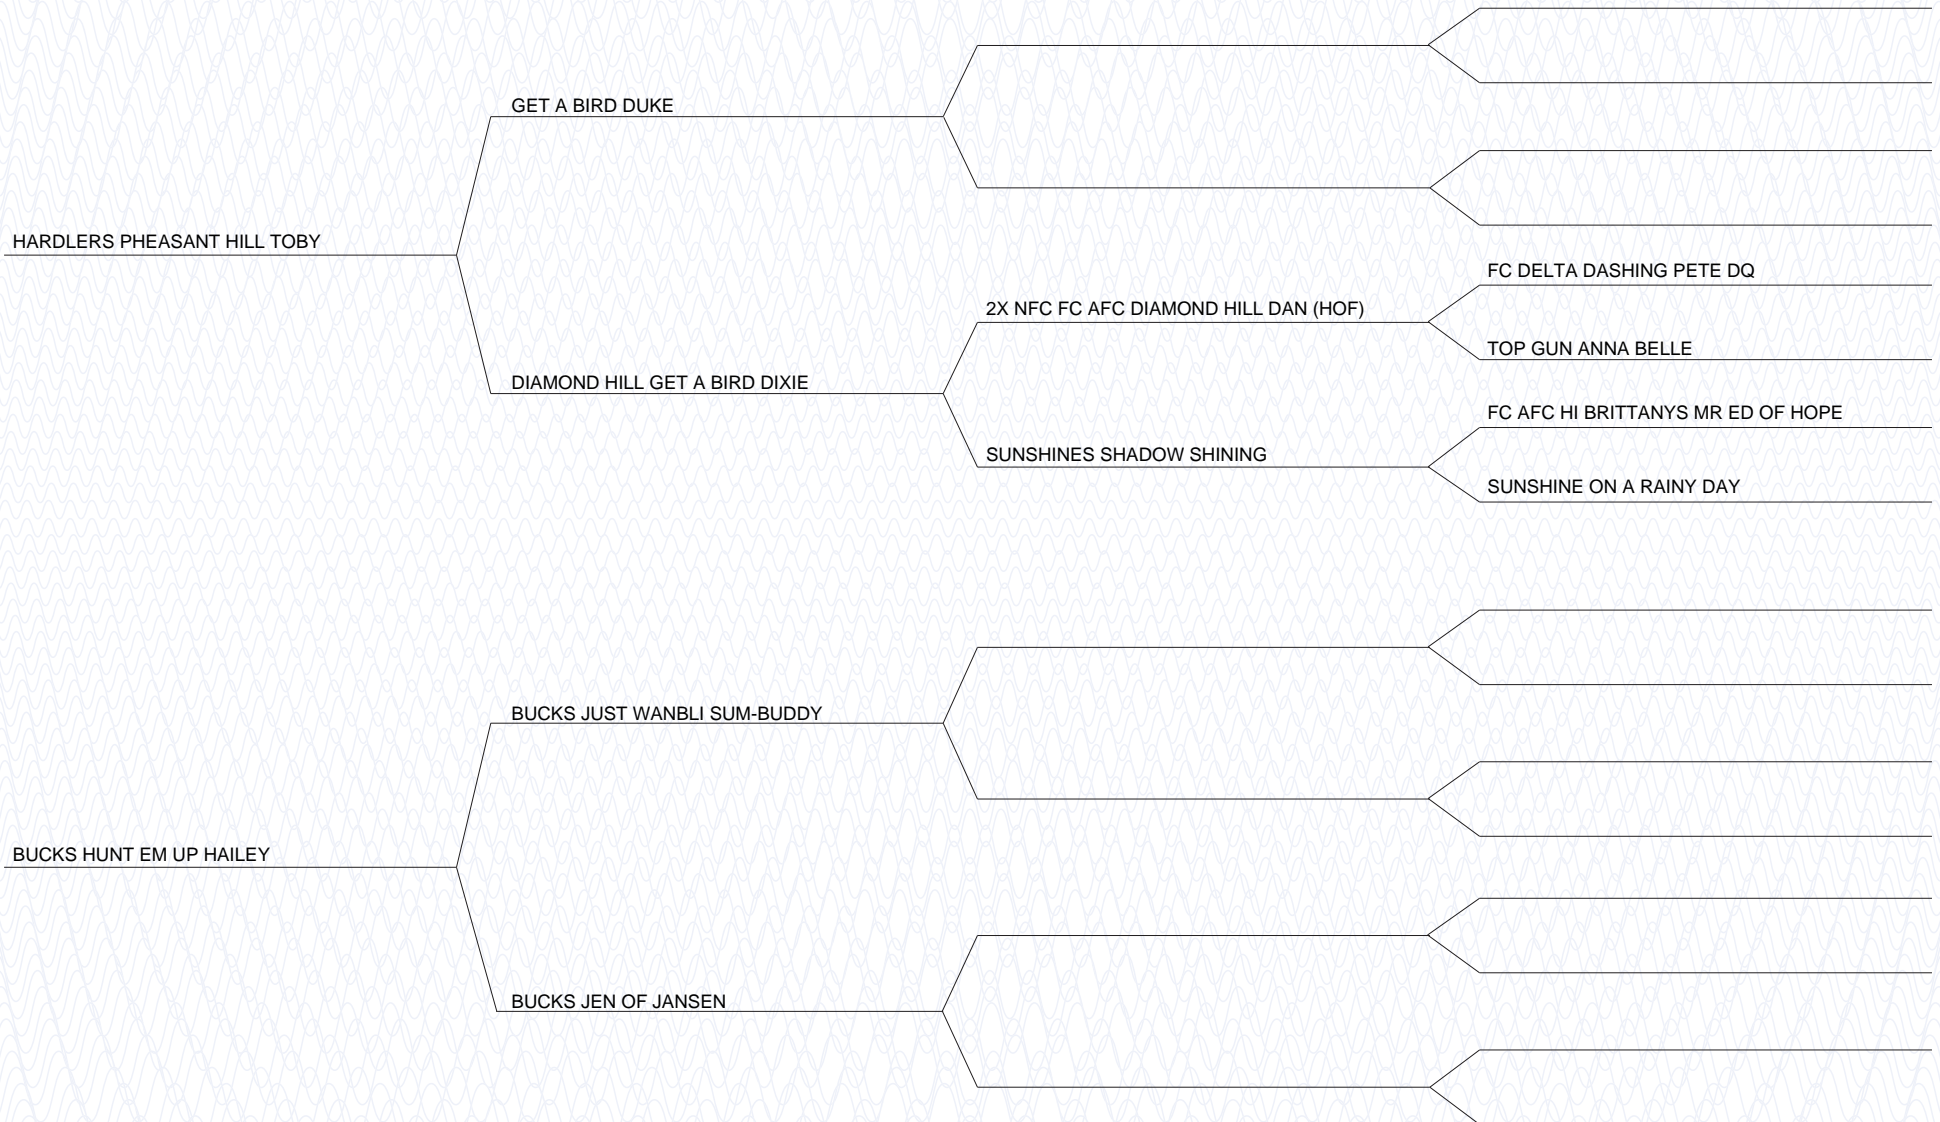 GET A BIRD DUKE
HARDLERS PHEASANT HILL TOBY
FC DELTA DASHING PETE DQ
2X NFC FC AFC DIAMOND HILL DAN (HOF)
TOP GUN ANNA BELLE
DIAMOND HILL GET A BIRD DIXIE
FC AFC HI BRITTANYS MR ED OF HOPE
SUNSHINES SHADOW SHINING
SUNSHINE ON A RAINY DAY
BUCKS JUST WANBLI SUM-BUDDY
BUCKS HUNT EM UP HAILEY
BUCKS JEN OF JANSEN